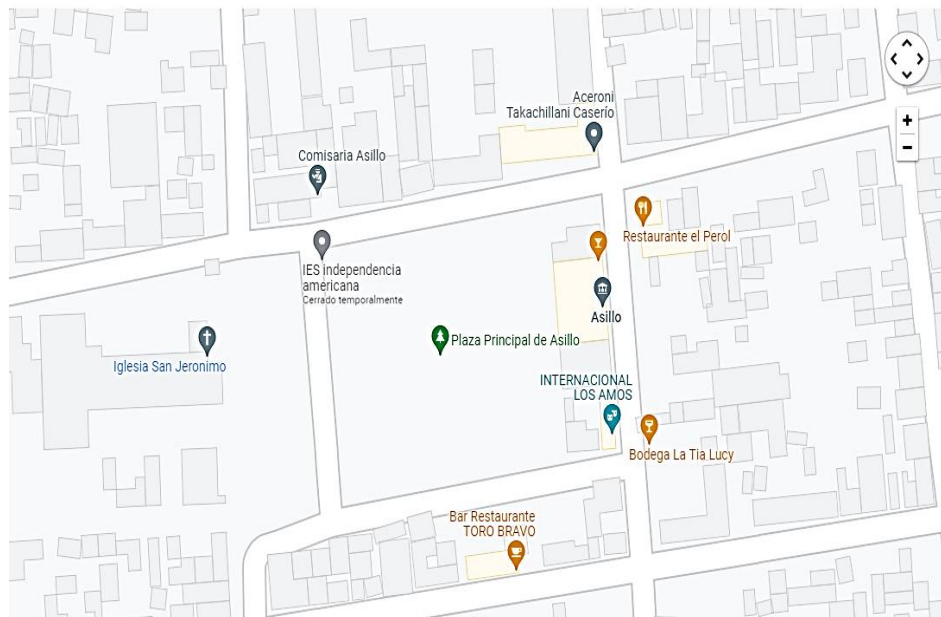 Aceroni
Takachillani Caserío
Comisaria Asillo
Restaurante el Perol
IES independencia
americana
Cerrado temporalmente
Asillo
Plaza Principal de Asillo
Iglesia San Jeronimo
INTERNACIONAL
LOS AMOS
Bodega La Tia Lucy
Bar Restaurante
TORO BRAVO
+
−